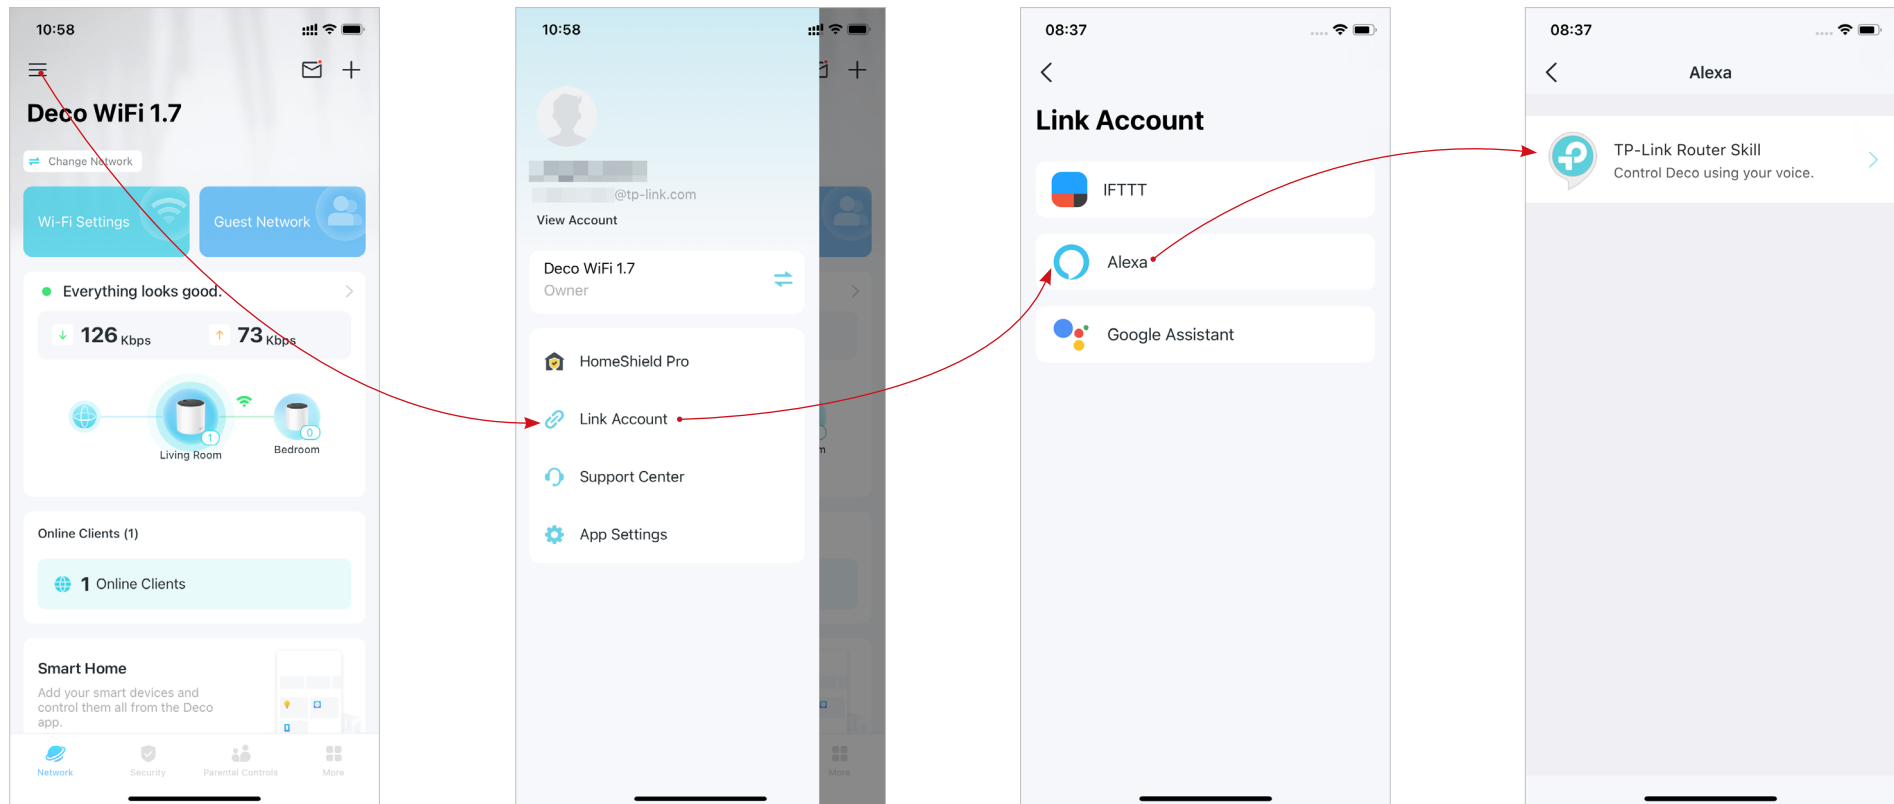 10:58
Deco WiFi 1.7
Change Network
Wi-Fi Settings
Guest Network
Everything looks good.
126 Kbps
73 Kbps
1
0
Living Room
Bedroom
Online Clients (1)
1 Online Clients
Smart Home
Add your smart devices and
control them all from the Deco
app.
Network
Security
Parental Controls
More
10:58
@tp-link.com
View Account
Deco WiFi 1.7
Owner
HomeShield Pro
Link Account
Support Center
App Settings
m
More
08:37
Link Account
IFTTT
Alexa
Google Assistant
08:37
Alexa
TP-Link Router Skill
Control Deco using your voice.